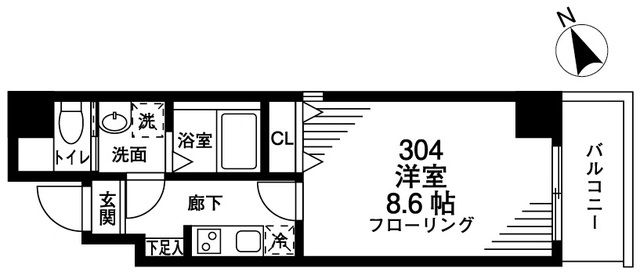 N
トイレ
洗
洗面
浴室
CL
304
洋室
8.6 帖
フローリング
バルコニー
玄関
廊下
下足入
冷